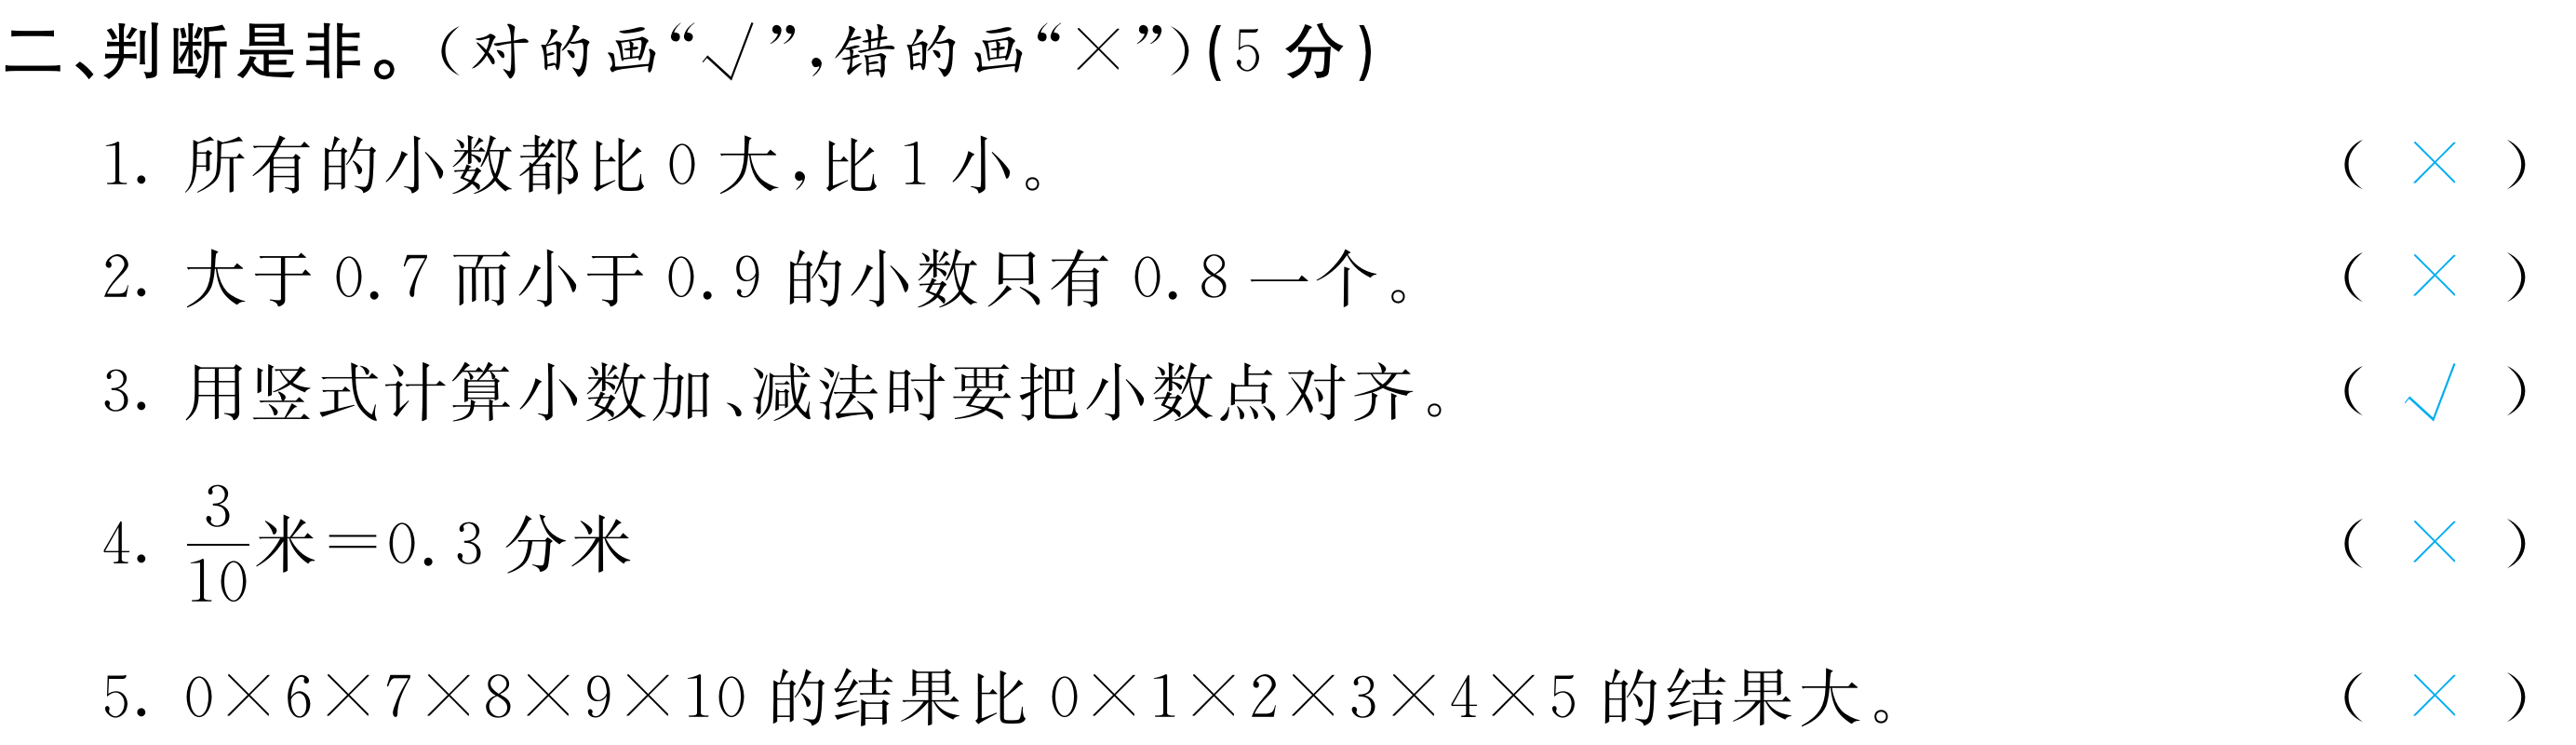 二、判断是非。(对的画“√”,错的画“×”)(5 分)
1. 所有的小数都比 0 大,比 1 小。 ( × )
2. 大于 0.7 而小于 0.9 的小数只有 0.8 一个。 ( × )
3. 用竖式计算小数加、减法时要把小数点对齐。 ( √ )
4. 3/10米=0.3 分米 ( × )
5. 0×6×7×8×9×10 的结果比 0×1×2×3×4×5 的结果大。 ( × )